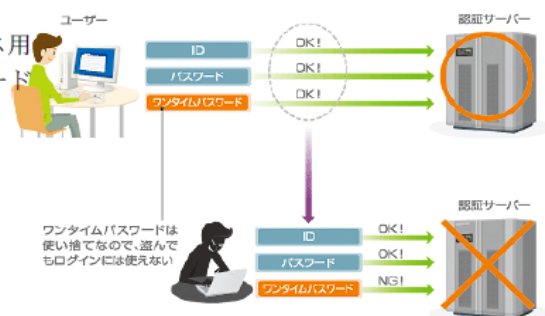 ユーザー
認証サーバー
ス用
ード
ID
OK!
パスワード
OK!
ワンタイムパスワード
OK!
ワンタイムパスワードは
使い捨てなので、盗んで
もログインには使えない
認証サーバー
ID
OK!
パスワード
OK!
ワンタイムパスワード
NG!